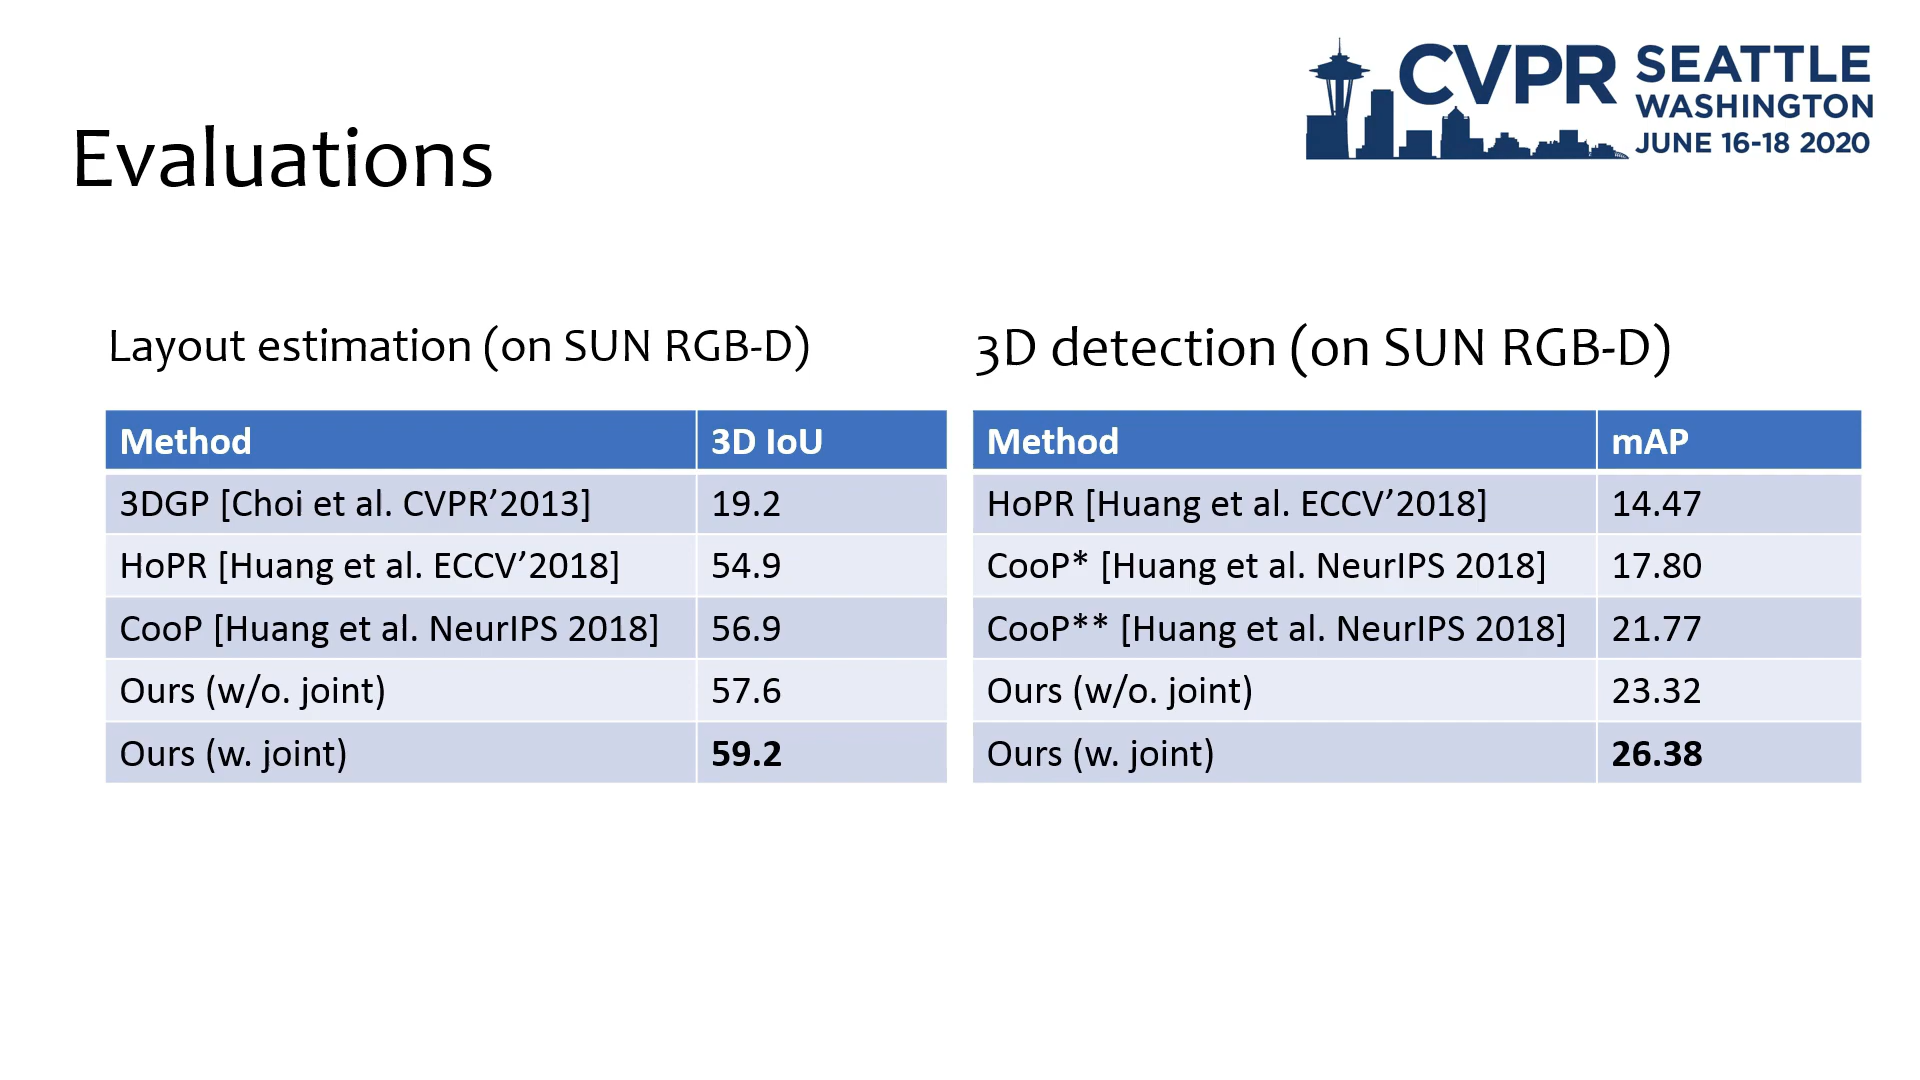 CVPR SEATTLE
WASHINGTON
JUNE 16-18 2020
Evaluations
Layout estimation (on SUN RGB-D)
Method 3D IoU
3DGP [Choi et al. CVPR’2013] 19.2
HoPR [Huang et al. ECCV’2018] 54.9
CooP [Huang et al. NeurIPS 2018] 56.9
Ours (w/o. joint) 57.6
Ours (w. joint) 59.2
3D detection (on SUN RGB-D)
Method mAP
HoPR [Huang et al. ECCV’2018] 14.47
CooP* [Huang et al. NeurIPS 2018] 17.80
CooP** [Huang et al. NeurIPS 2018] 21.77
Ours (w/o. joint) 23.32
Ours (w. joint) 26.38